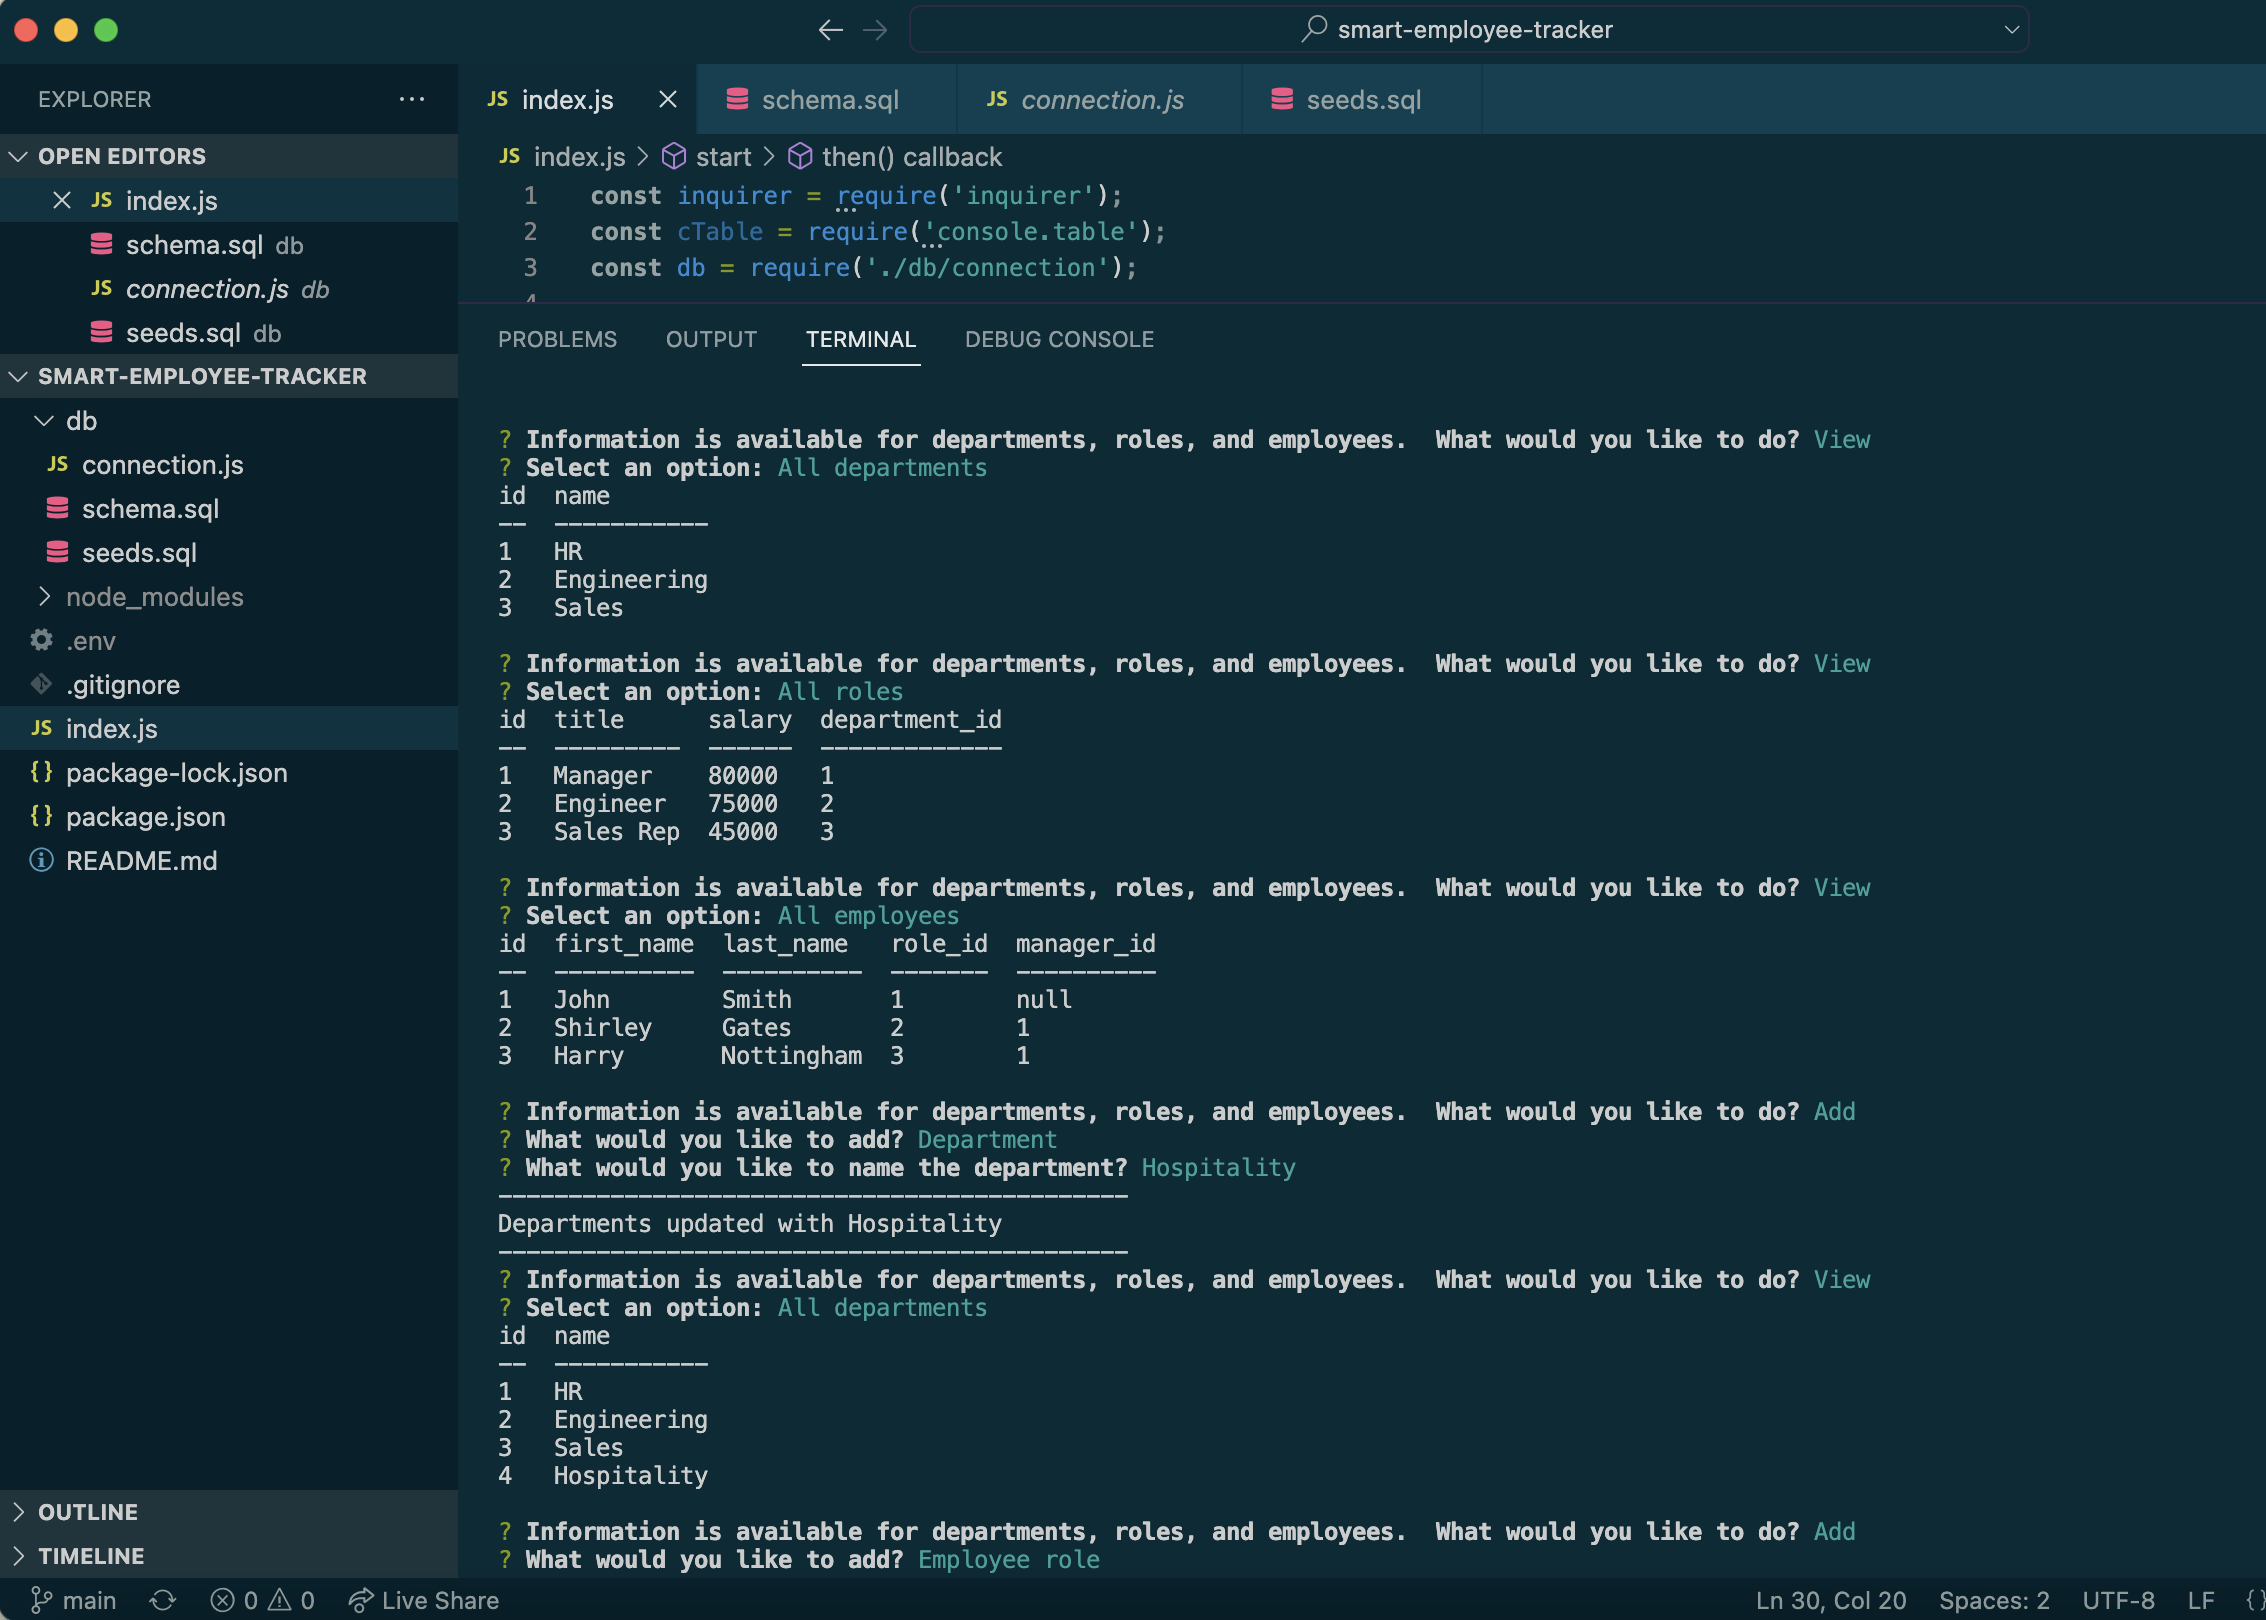 smart-employee-tracker
EXPLORER ...
OPEN EDITORS
JS index.js
schema.sql db
JS connection.js db
seeds.sql db
SMART-EMPLOYEE-TRACKER
db
JS connection.js
schema.sql
seeds.sql
node_modules
.env
.gitignore
JS index.js
{} package-lock.json
{} package.json
README.md
OUTLINE
TIMELINE
JS index.js
schema.sql
JS connection.js
seeds.sql
JS index.js > start > then() callback
1 const inquirer = require('inquirer');
2 const cTable = require('console.table');
3 const db = require('./db/connection');
4
PROBLEMS OUTPUT TERMINAL DEBUG CONSOLE
? Information is available for departments, roles, and employees.  What would you like to do? View
? Select an option: All departments
id  name
--  -----------
1   HR
2   Engineering
3   Sales
? Information is available for departments, roles, and employees.  What would you like to do? View
? Select an option: All roles
id  title      salary  department_id
--  ---------  ------  -------------
1   Manager    80000   1
2   Engineer   75000   2
3   Sales Rep  45000   3
? Information is available for departments, roles, and employees.  What would you like to do? View
? Select an option: All employees
id  first_name  last_name   role_id  manager_id
--  ----------  ----------  -------  ----------
1   John        Smith       1        null
2   Shirley     Gates       2        1
3   Harry       Nottingham  3        1
? Information is available for departments, roles, and employees.  What would you like to do? Add
? What would you like to add? Department
? What would you like to name the department? Hospitality
---------------------------------------------
Departments updated with Hospitality
---------------------------------------------
? Information is available for departments, roles, and employees.  What would you like to do? View
? Select an option: All departments
id  name
--  -----------
1   HR
2   Engineering
3   Sales
4   Hospitality
? Information is available for departments, roles, and employees.  What would you like to do? Add
? What would you like to add? Employee role
main 0 0 Live Share Ln 30, Col 20 Spaces: 2 UTF-8 LF {}